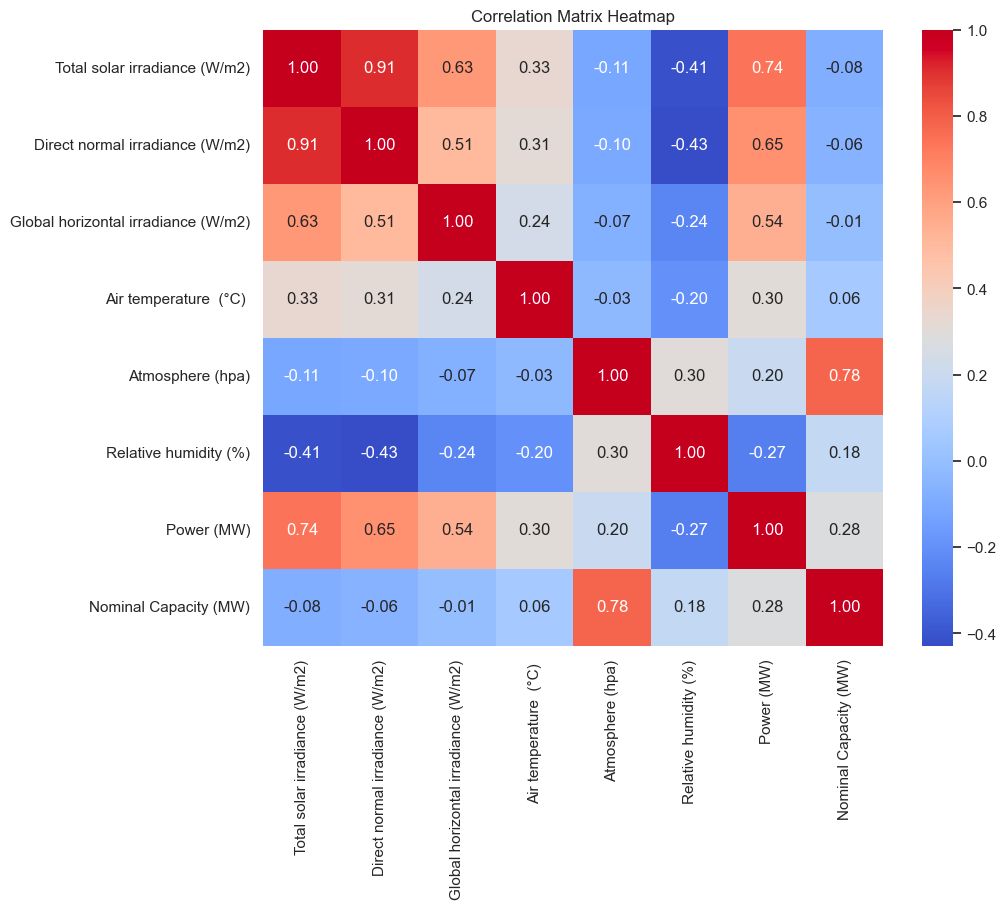 Correlation Matrix Heatmap
Total solar irradiance (W/m2) 1.00 0.91 0.63 0.33 -0.11 -0.41 0.74 -0.08
Direct normal irradiance (W/m2) 0.91 1.00 0.51 0.31 -0.10 -0.43 0.65 -0.06
Global horizontal irradiance (W/m2) 0.63 0.51 1.00 0.24 -0.07 -0.24 0.54 -0.01
Air temperature  (°C) 0.33 0.31 0.24 1.00 -0.03 -0.20 0.30 0.06
Atmosphere (hpa) -0.11 -0.10 -0.07 -0.03 1.00 0.30 0.20 0.78
Relative humidity (%) -0.41 -0.43 -0.24 -0.20 0.30 1.00 -0.27 0.18
Power (MW) 0.74 0.65 0.54 0.30 0.20 -0.27 1.00 0.28
Nominal Capacity (MW) -0.08 -0.06 -0.01 0.06 0.78 0.18 0.28 1.00
Total solar irradiance (W/m2)
Direct normal irradiance (W/m2)
Global horizontal irradiance (W/m2)
Air temperature  (°C)
Atmosphere (hpa)
Relative humidity (%)
Power (MW)
Nominal Capacity (MW)
1.0
0.8
0.6
0.4
0.2
0.0
−0.2
−0.4